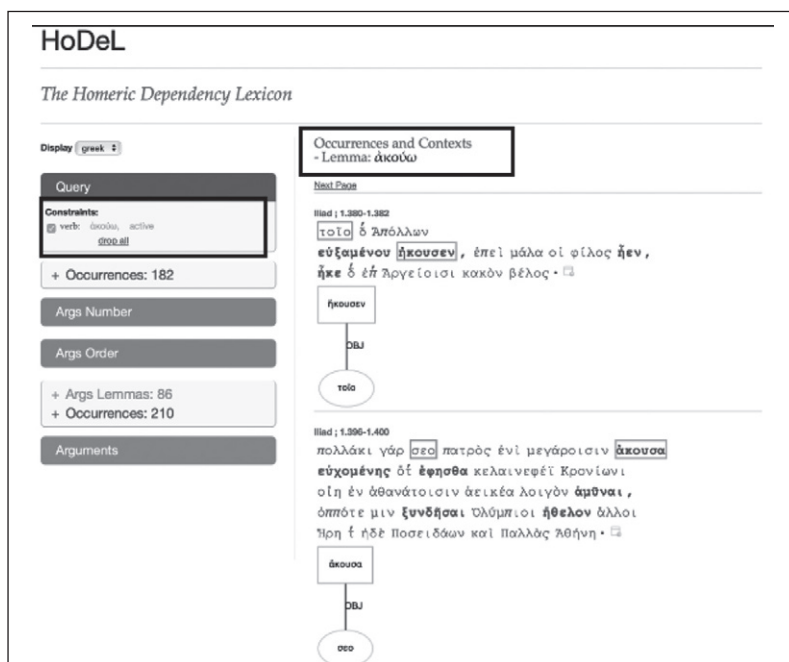 HoDeL
The Homeric Dependency Lexicon
Display greek
Query
Constraints:
verb: ἀκούω, active
drop all
+ Occurrences: 182
Args Number
Args Order
+ Args Lemmas: 86
+ Occurrences: 210
Arguments
Occurrences and Contexts
- Lemma: ἀκούω
Next Page
Iliad ; 1.380-1.382
τοῖο δ̓ Ἀπόλλων
εὐξαμένου ἤκουσεν , ἐπεὶ μάλα οἱ φίλος ἦεν ,
ἧκε δ̓ ἐπ̓ Ἀργείοισι κακὸν βέλος ·
ἤκουσεν
OBJ
τοῖο
Iliad ; 1.396-1.400
πολλάκι γάρ σεο πατρὸς ἐνὶ μεγάροισιν ἄκουσα
εὐχομένης ὅτ̓ ἔφησθα κελαινεφέϊ Κρονίωνι
οἴη ἐν ἀθανάτοισιν ἀεικέα λοιγὸν ἀμῦναι ,
ὁππότε μιν ξυνδῆσαι Ὀλύμπιοι ἤθελον ἄλλοι
Ἥρη τ̓ ἠδὲ Ποσειδάων καὶ Παλλὰς Ἀθήνη ·
ἄκουσα
OBJ
σεο